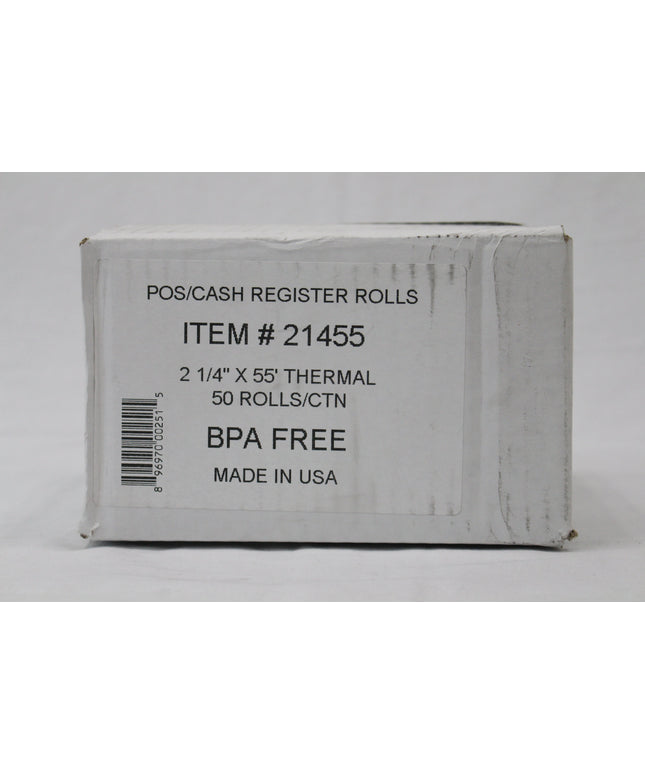 POS/CASH REGISTER ROLLS
ITEM # 21455
2 1/4" X 55' THERMAL
50 ROLLS/CTN
BPA FREE
MADE IN USA
8 96970 00251 5